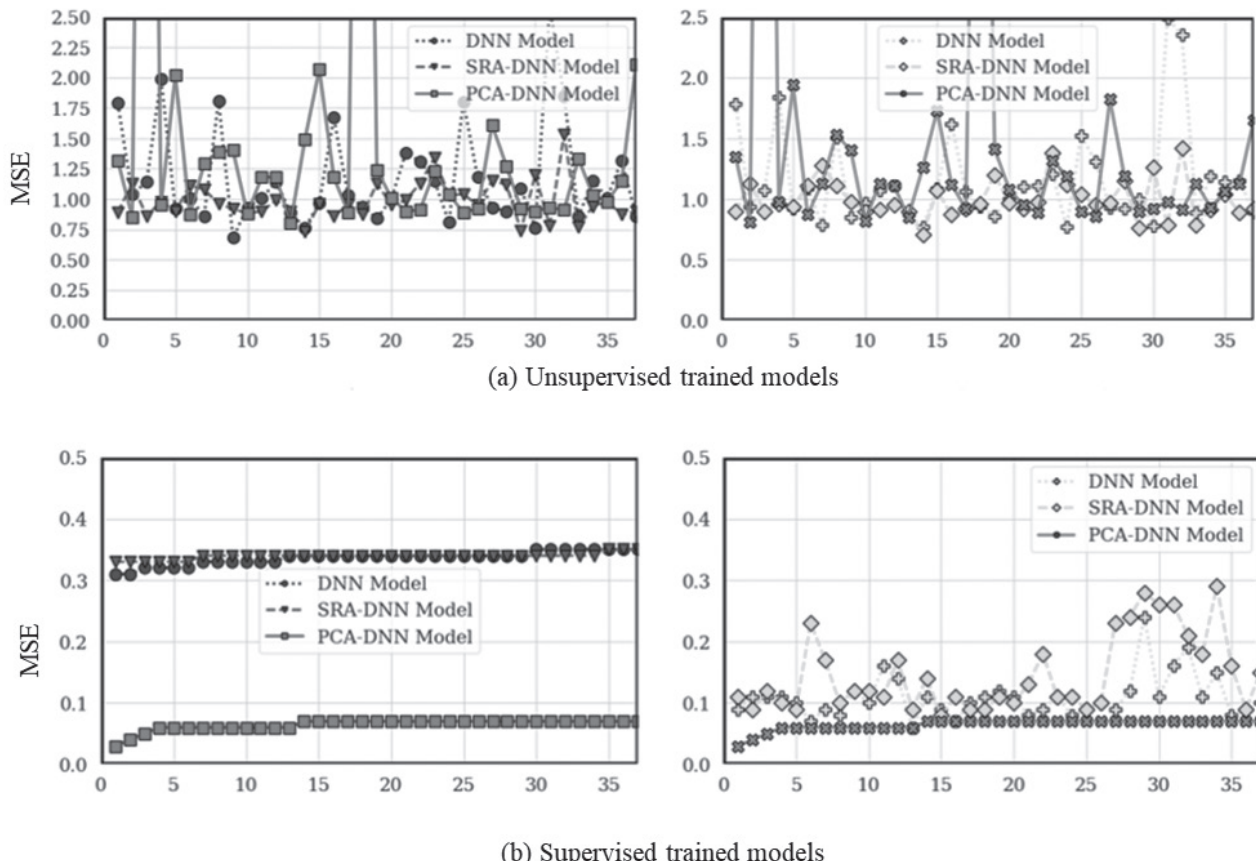 MSE
2.50
2.25
2.00
1.75
1.50
1.25
1.00
0.75
0.50
0.25
0.00
0 5 10 15 20 25 30 35
DNN Model
SRA-DNN Model
PCA-DNN Model
2.5
2.0
1.5
1.0
0.5
0.0
0 5 10 15 20 25 30 35
DNN Model
SRA-DNN Model
PCA-DNN Model
(a) Unsupervised trained models
MSE
0.5
0.4
0.3
0.2
0.1
0.0
0 5 10 15 20 25 30 35
DNN Model
SRA-DNN Model
PCA-DNN Model
0.5
0.4
0.3
0.2
0.1
0.0
0 5 10 15 20 25 30 35
DNN Model
SRA-DNN Model
PCA-DNN Model
(b) Supervised trained models